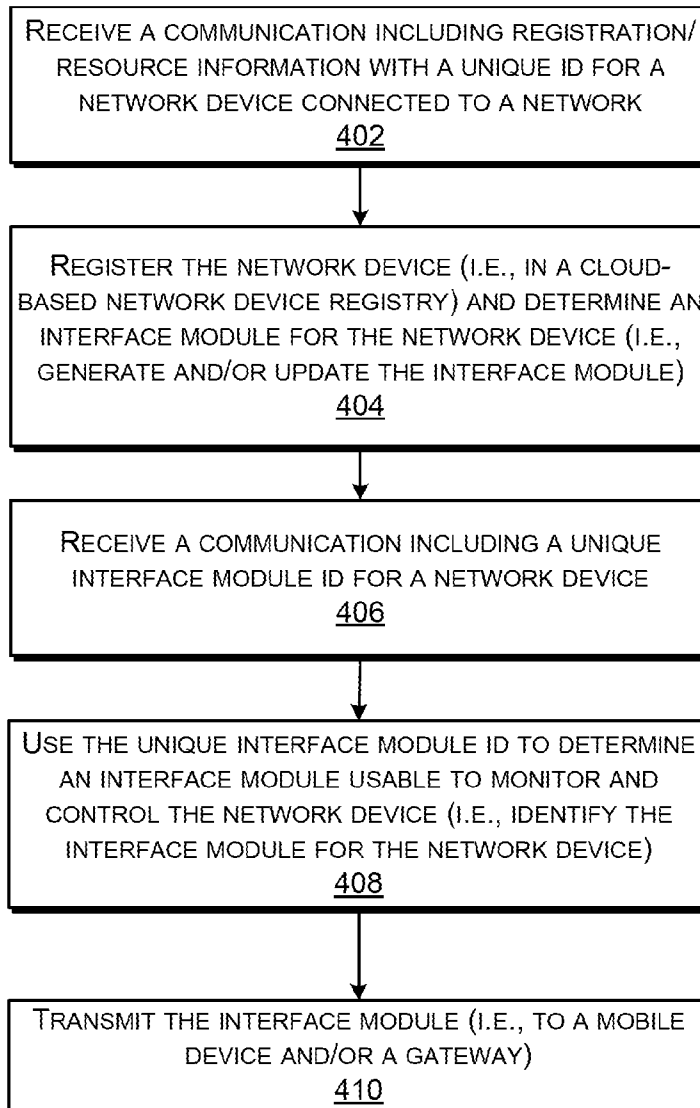 RECEIVE A COMMUNICATION INCLUDING REGISTRATION/
RESOURCE INFORMATION WITH A UNIQUE ID FOR A
NETWORK DEVICE CONNECTED TO A NETWORK
402
REGISTER THE NETWORK DEVICE (I.E., IN A CLOUD-
BASED NETWORK DEVICE REGISTRY) AND DETERMINE AN
INTERFACE MODULE FOR THE NETWORK DEVICE (I.E.,
GENERATE AND/OR UPDATE THE INTERFACE MODULE)
404
RECEIVE A COMMUNICATION INCLUDING A UNIQUE
INTERFACE MODULE ID FOR A NETWORK DEVICE
406
USE THE UNIQUE INTERFACE MODULE ID TO DETERMINE
AN INTERFACE MODULE USABLE TO MONITOR AND
CONTROL THE NETWORK DEVICE (I.E., IDENTIFY THE
INTERFACE MODULE FOR THE NETWORK DEVICE)
408
TRANSMIT THE INTERFACE MODULE (I.E., TO A MOBILE
DEVICE AND/OR A GATEWAY)
410